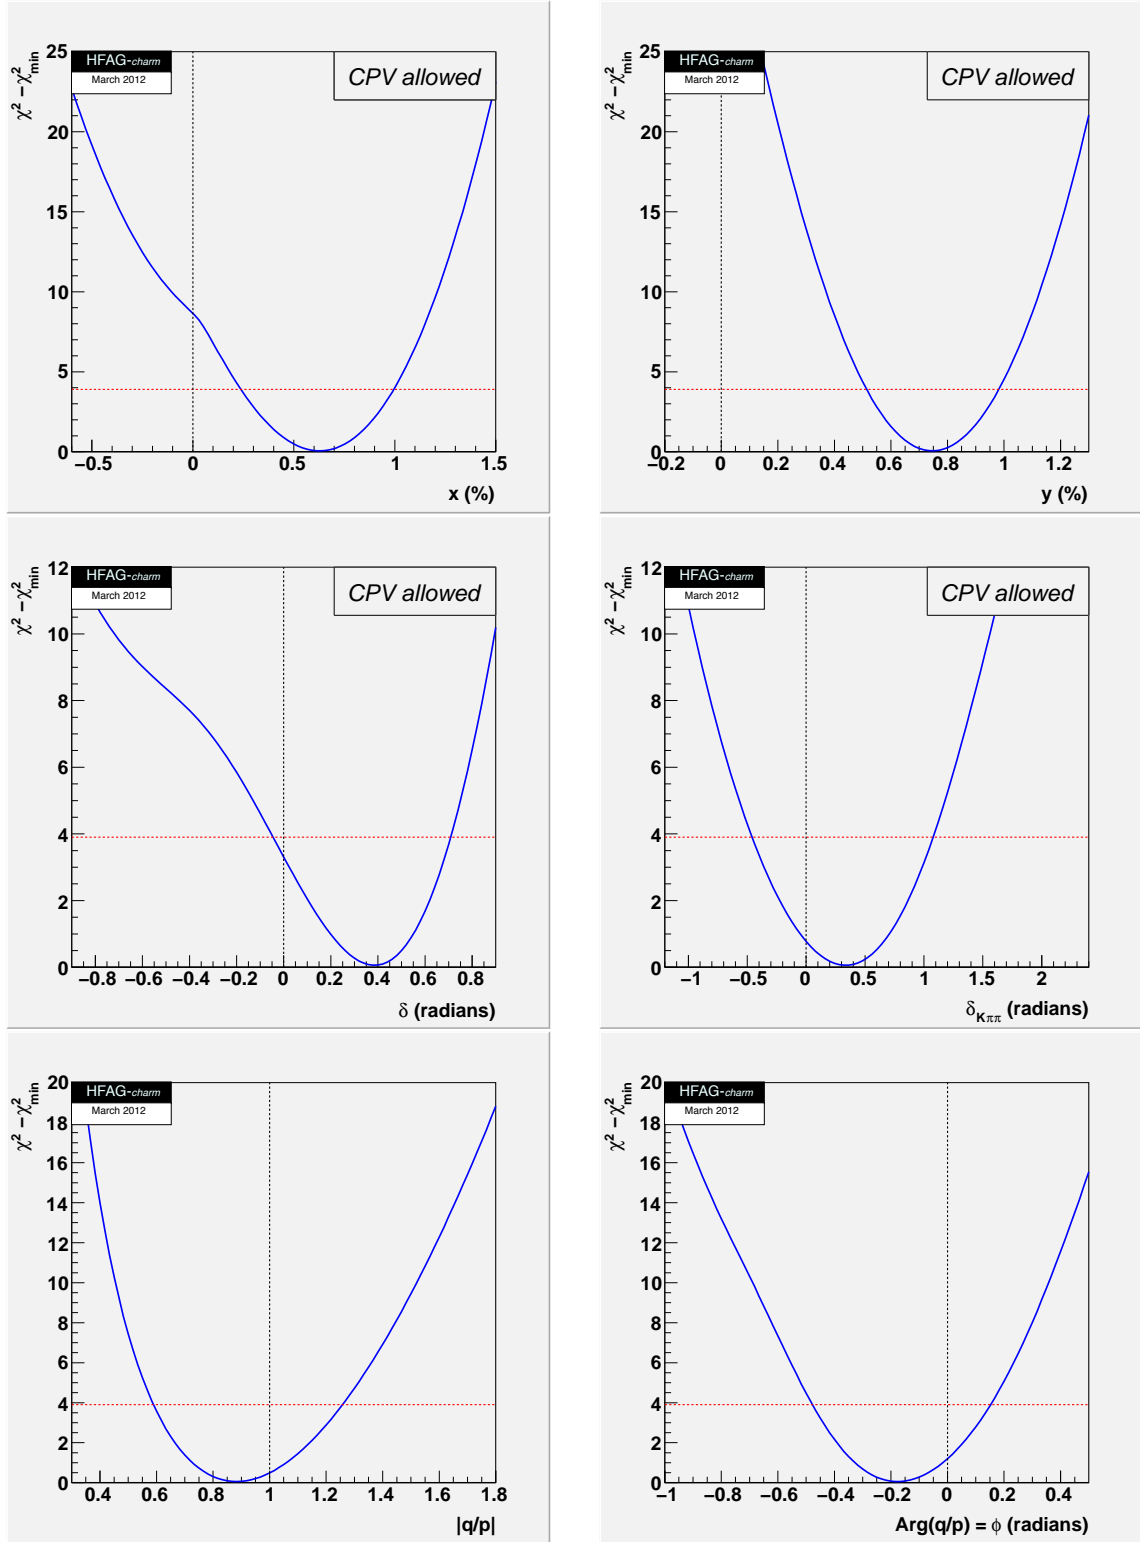 χ² – χ²min
25
20
15
10
5
0
HFAG-charm
March 2012
CPV allowed
–0.5 0 0.5 1 1.5
x (%)
χ² – χ²min
25
20
15
10
5
0
HFAG-charm
March 2012
CPV allowed
–0.2 0 0.2 0.4 0.6 0.8 1 1.2
y (%)
χ² – χ²min
12
10
8
6
4
2
0
HFAG-charm
March 2012
CPV allowed
–0.8 –0.6 –0.4 –0.2 0 0.2 0.4 0.6 0.8
δ (radians)
χ² – χ²min
12
10
8
6
4
2
0
HFAG-charm
March 2012
CPV allowed
–1 –0.5 0 0.5 1 1.5 2
δKππ (radians)
χ² – χ²min
20
18
16
14
12
10
8
6
4
2
0
HFAG-charm
March 2012
0.4 0.6 0.8 1 1.2 1.4 1.6 1.8
|q/p|
χ² – χ²min
20
18
16
14
12
10
8
6
4
2
0
HFAG-charm
March 2012
–1 –0.8 –0.6 –0.4 –0.2 0 0.2 0.4
Arg(q/p) = ϕ (radians)